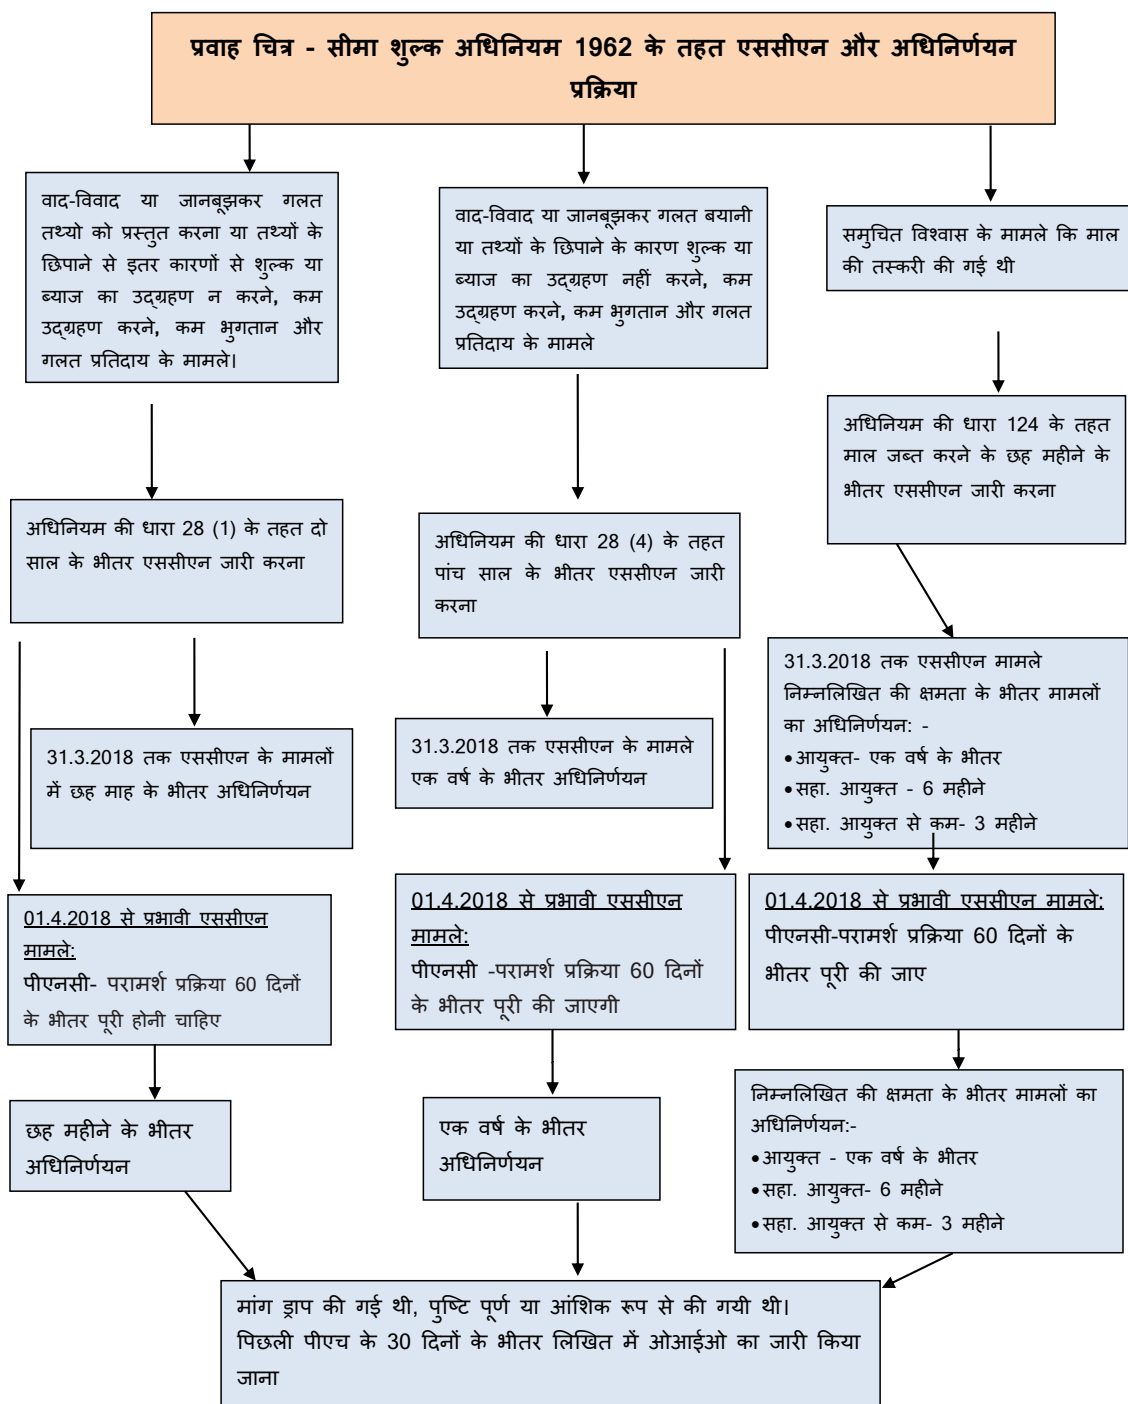 प्रवाह चित्र - सीमा शुल्क अधिनियम 1962 के तहत एससीएन और अधिनिर्णयन
प्रक्रिया
वाद-विवाद या जानबूझकर गलत
तथ्यो को प्रस्तुत करना या तथ्यों के
छिपाने से इतर कारणों से शुल्क या
ब्याज का उद्ग्रहण न करने, कम
उद्ग्रहण करने, कम भुगतान और
गलत प्रतिदाय के मामले।
वाद-विवाद या जानबूझकर गलत बयानी
या तथ्यों के छिपाने के कारण शुल्क या
ब्याज का उद्ग्रहण नहीं करने, कम
उद्ग्रहण करने, कम भुगतान और गलत
प्रतिदाय के मामले
समुचित विश्वास के मामले कि माल
की तस्करी की गई थी
अधिनियम की धारा 124 के तहत
माल जब्त करने के छह महीने के
भीतर एससीएन जारी करना
अधिनियम की धारा 28 (1) के तहत दो
साल के भीतर एससीएन जारी करना
अधिनियम की धारा 28 (4) के तहत
पांच साल के भीतर एससीएन जारी
करना
31.3.2018 तक एससीएन मामले
निम्नलिखित की क्षमता के भीतर मामलों
का अधिनिर्णयन: -
•आयुक्त- एक वर्ष के भीतर
•सहा. आयुक्त - 6 महीने
•सहा. आयुक्त से कम- 3 महीने
31.3.2018 तक एससीएन के मामलों
में छह माह के भीतर अधिनिर्णयन
31.3.2018 तक एससीएन के मामले
एक वर्ष के भीतर अधिनिर्णयन
01.4.2018 से प्रभावी एससीएन
मामले:
पीएनसी- परामर्श प्रक्रिया 60 दिनों
के भीतर पूरी होनी चाहिए
01.4.2018 से प्रभावी एससीएन
मामले:
पीएनसी -परामर्श प्रक्रिया 60 दिनों
के भीतर पूरी की जाएगी
01.4.2018 से प्रभावी एससीएन मामले:
पीएनसी-परामर्श प्रक्रिया 60 दिनों के
भीतर पूरी की जाए
छह महीने के भीतर
अधिनिर्णयन
एक वर्ष के भीतर
अधिनिर्णयन
निम्नलिखित की क्षमता के भीतर मामलों का
अधिनिर्णयन:-
•आयुक्त - एक वर्ष के भीतर
•सहा. आयुक्त- 6 महीने
•सहा. आयुक्त से कम- 3 महीने
मांग ड्राप की गई थी, पुष्टि पूर्ण या आंशिक रूप से की गयी थी।
पिछली पीएच के 30 दिनों के भीतर लिखित में ओआईओ का जारी किया
जाना